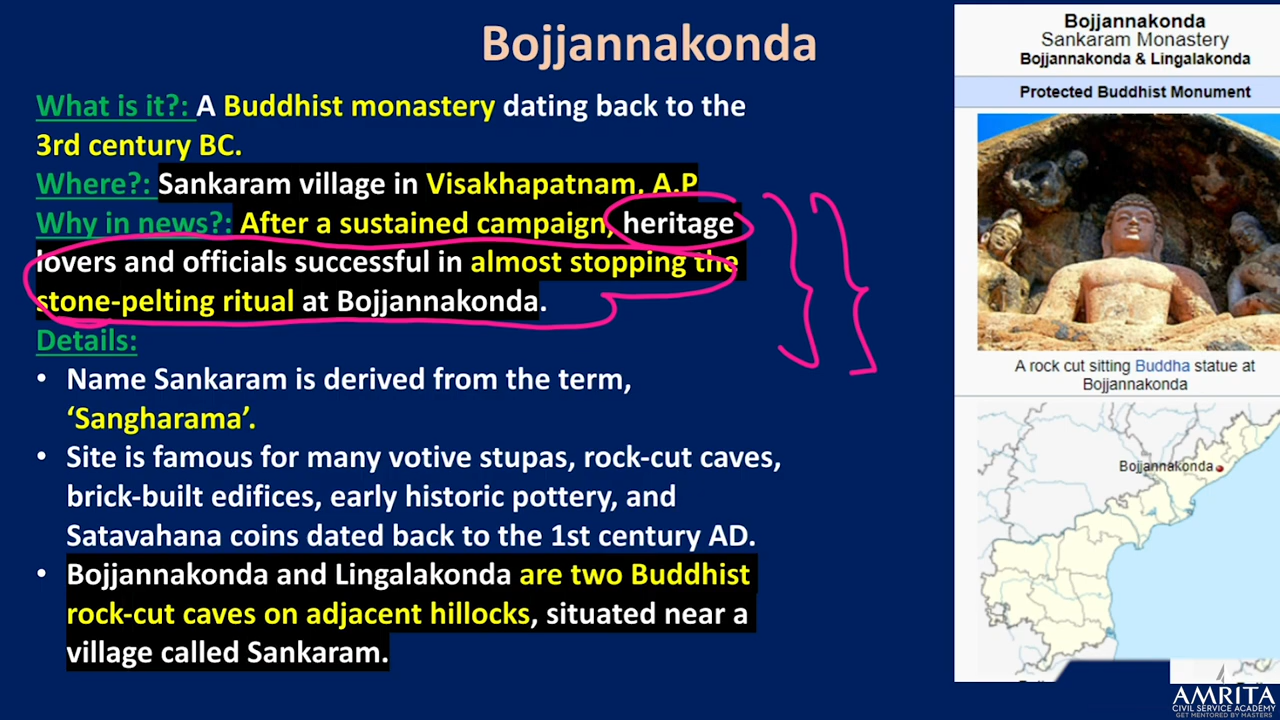 Bojjannakonda
What is it?: A Buddhist monastery dating back to the
3rd century BC.
Where?: Sankaram village in Visakhapatnam, A.P
Why in news?: After a sustained campaign, heritage
lovers and officials successful in almost stopping the
stone-pelting ritual at Bojjannakonda.
Details:
• Name Sankaram is derived from the term,
‘Sangharama’.
• Site is famous for many votive stupas, rock-cut caves,
brick-built edifices, early historic pottery, and
Satavahana coins dated back to the 1st century AD.
• Bojjannakonda and Lingalakonda are two Buddhist
rock-cut caves on adjacent hillocks, situated near a
village called Sankaram.
Bojjannakonda
Sankaram Monastery
Bojjannakonda & Lingalakonda
Protected Buddhist Monument
A rock cut sitting Buddha statue at
Bojjannakonda
Bojjannakonda
AMRITA
CIVIL SERVICE ACADEMY
GET MENTORED BY MASTERS